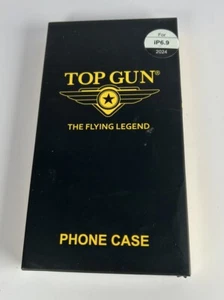 For
iP6.9
2024
TOP GUN®
THE FLYING LEGEND
PHONE CASE